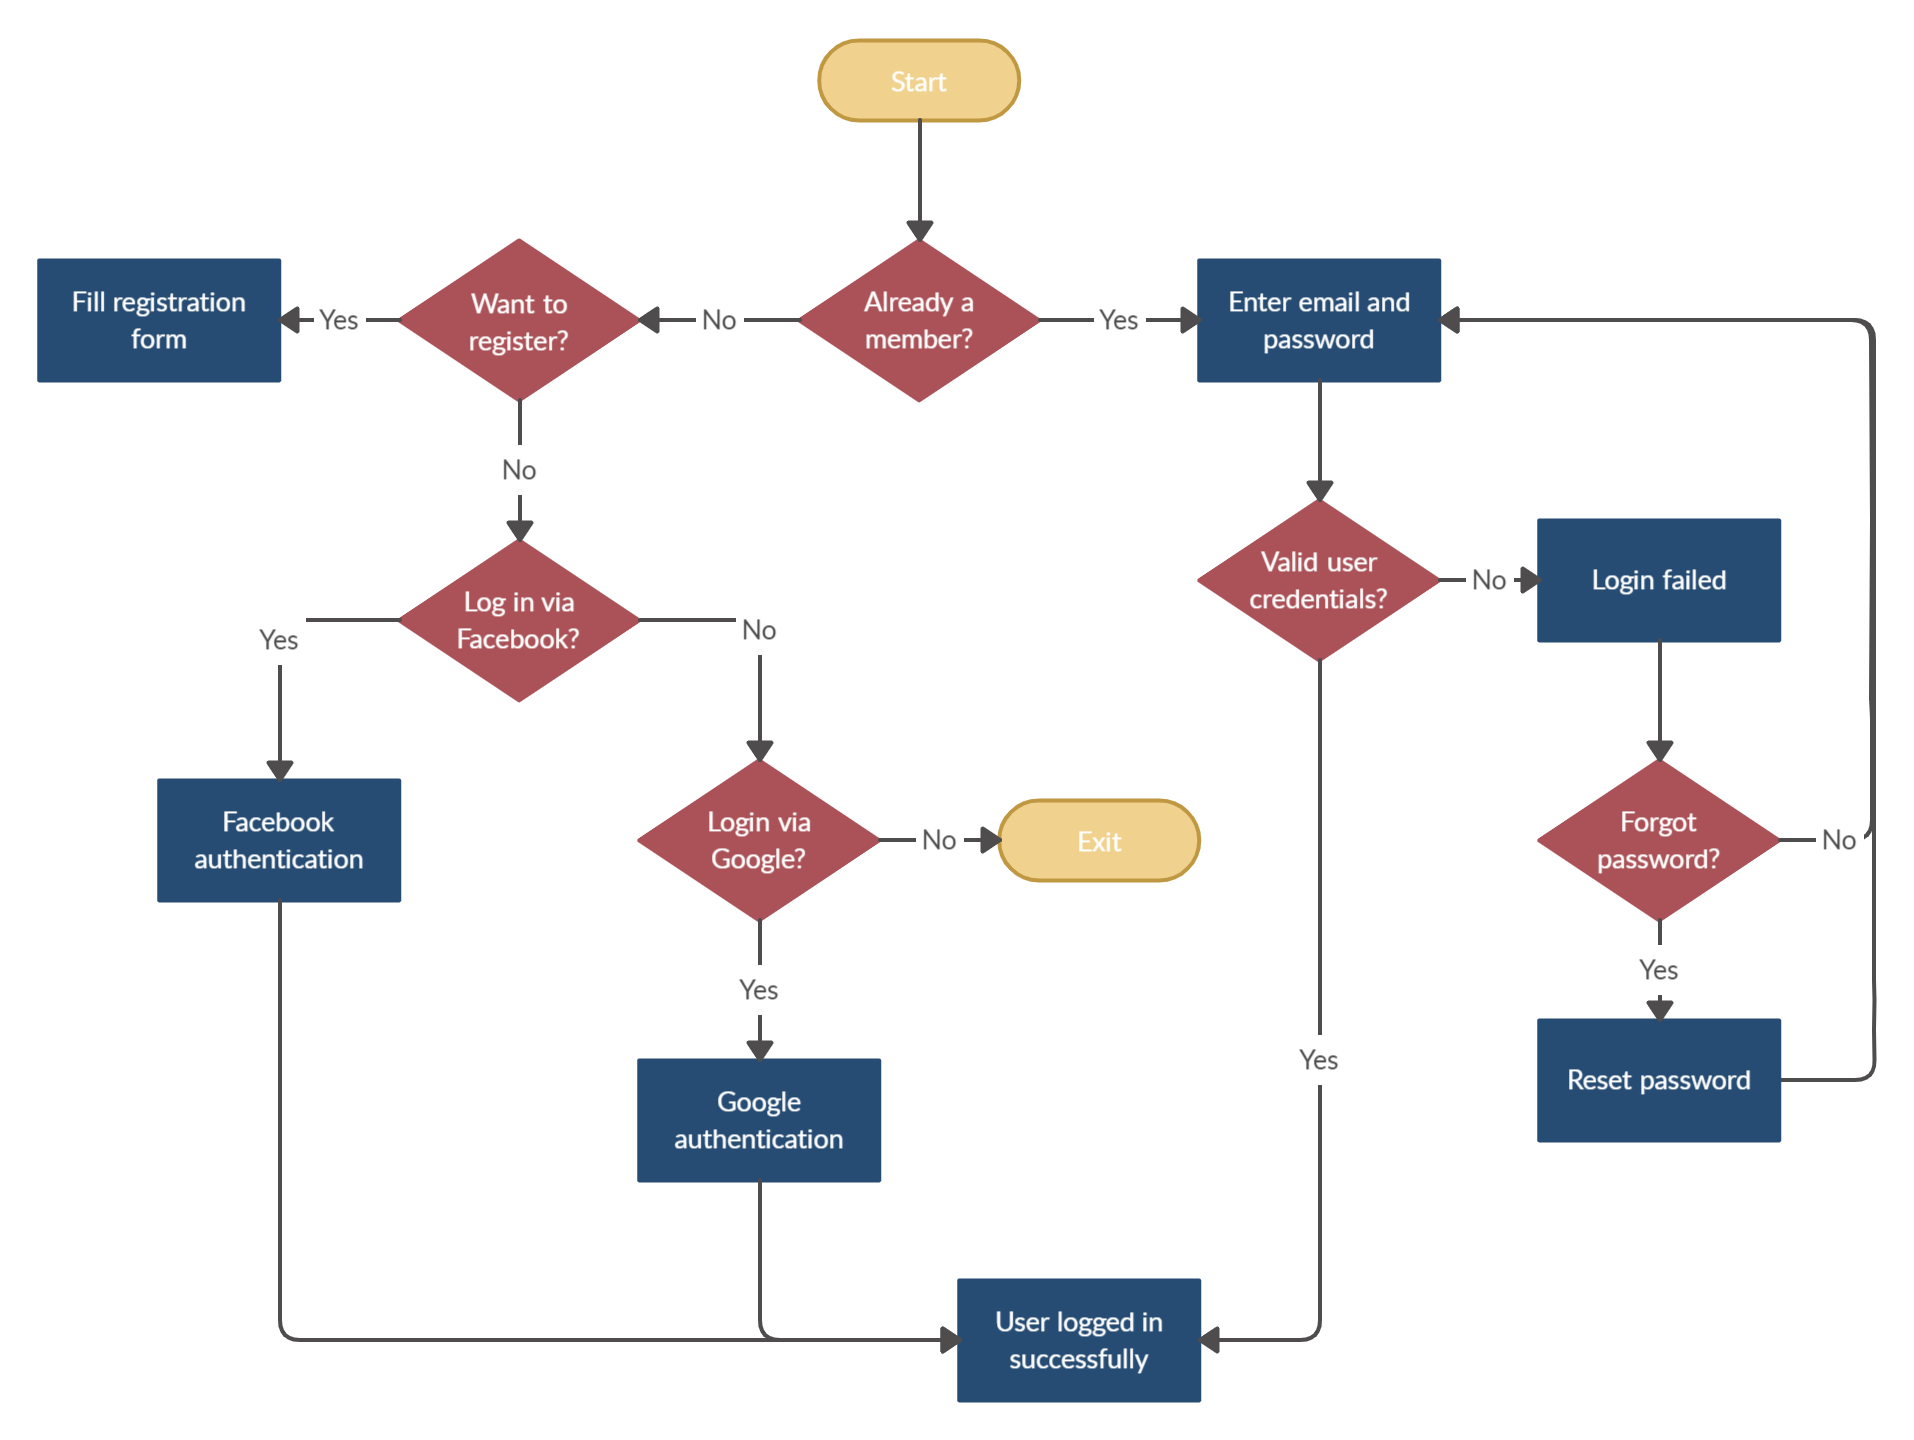 Start
Fill registration
form
Yes
Want to
register?
No
Already a
member?
Yes
Enter email and
password
No
Log in via
Facebook?
Yes
No
Valid user
credentials?
No
Login failed
Facebook
authentication
Login via
Google?
No
Exit
Forgot
password?
No
Yes
Yes
Google
authentication
Yes
Reset password
User logged in
successfully